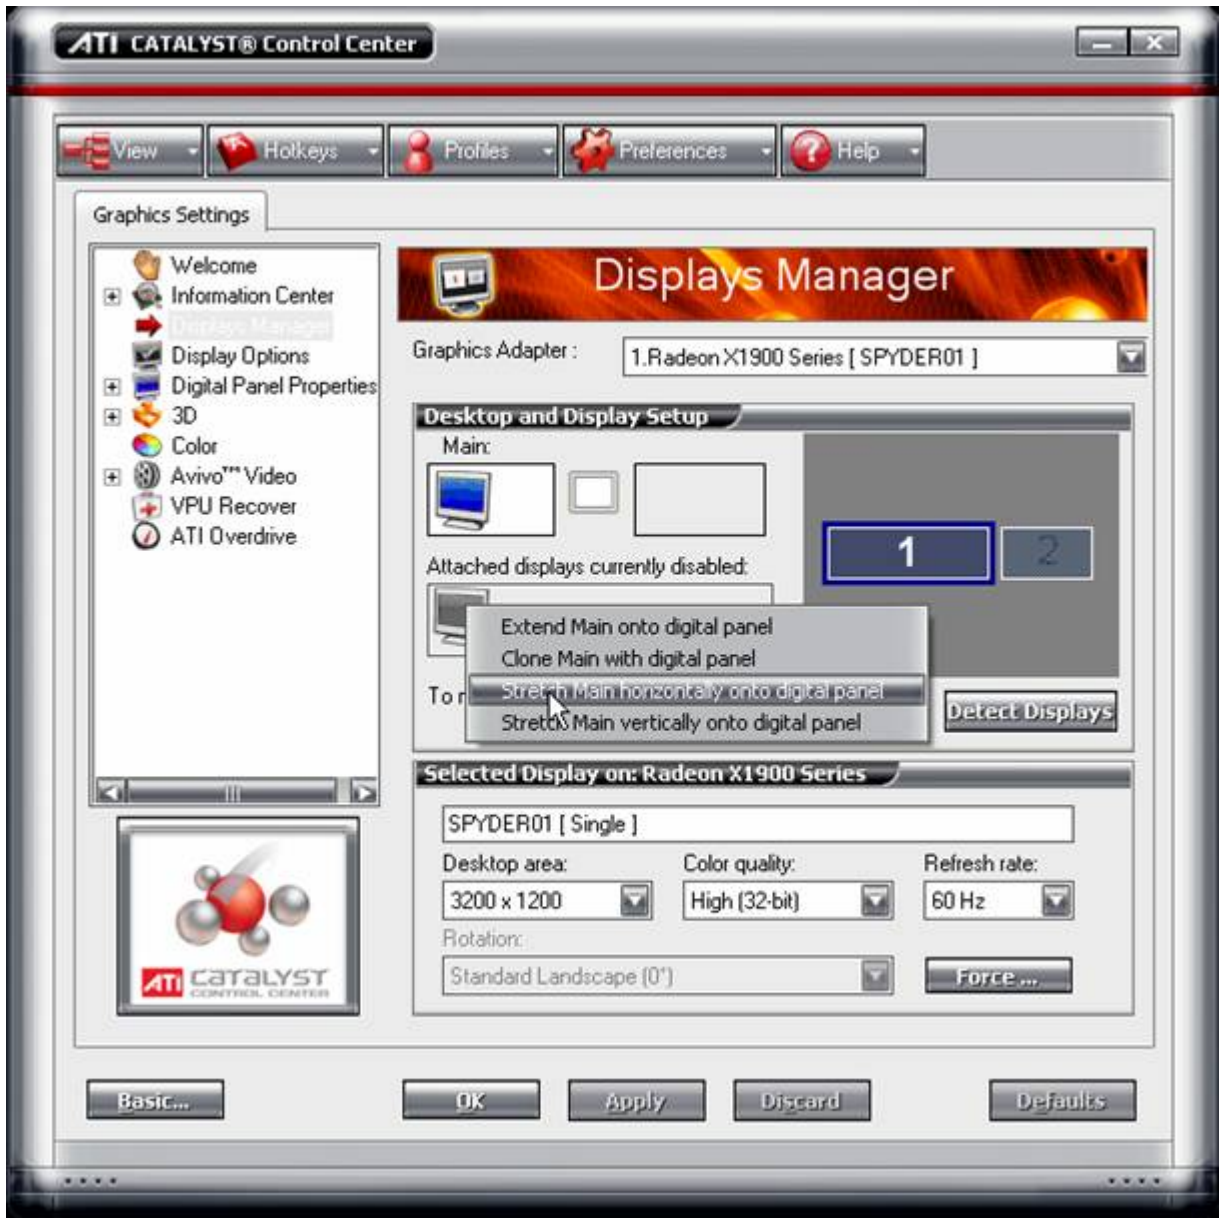 ATI CATALYST® Control Center
View
Hotkeys
Profiles
Preferences
Help
Graphics Settings
Welcome
Information Center
Displays Manager
Display Options
Digital Panel Properties
3D
Color
Avivo™ Video
VPU Recover
ATI Overdrive
Displays Manager
Graphics Adapter :
1.Radeon X1900 Series [ SPYDER01 ]
Desktop and Display Setup
Main:
1
2
Attached displays currently disabled:
Extend Main onto digital panel
Clone Main with digital panel
Stretch Main horizontally onto digital panel
Stretch Main vertically onto digital panel
To r
Detect Displays
Selected Display on: Radeon X1900 Series
SPYDER01 [ Single ]
Desktop area:
Color quality:
Refresh rate:
3200 x 1200
High (32-bit)
60 Hz
Rotation:
Standard Landscape (0°)
Force ...
ATI CATALYST
CONTROL CENTER
Basic...
OK
Apply
Discard
Defaults